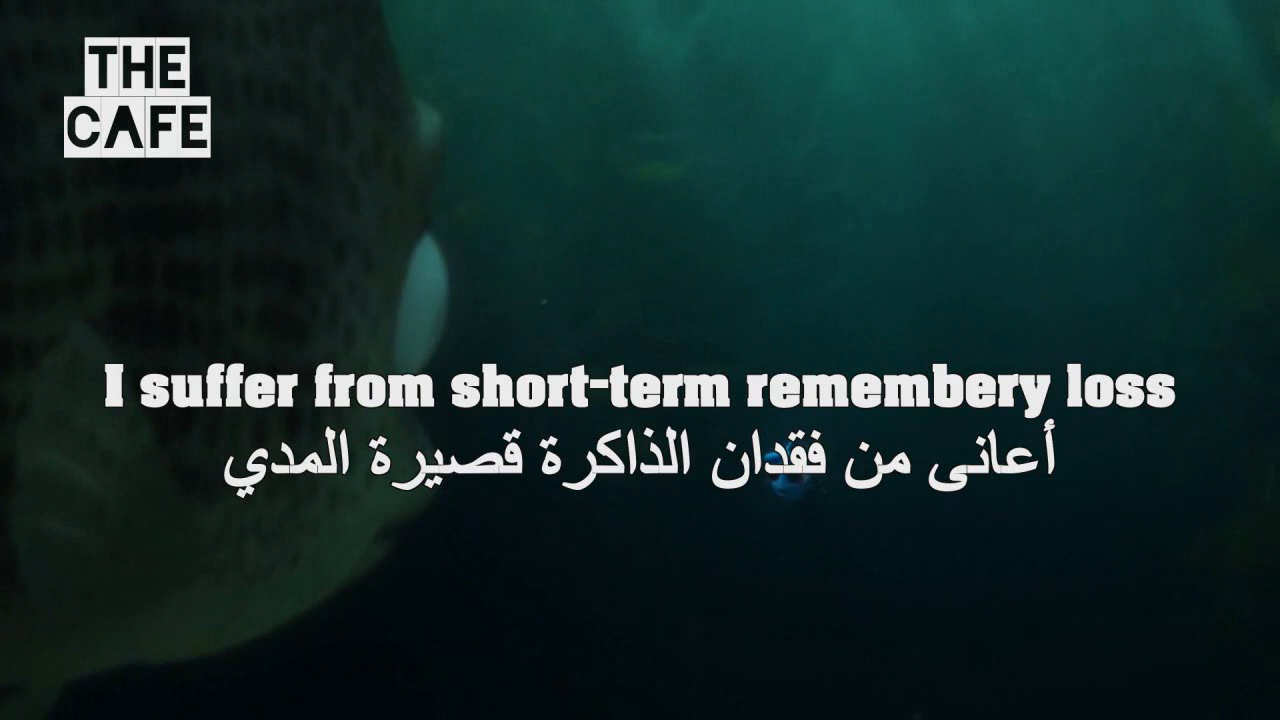 THE
CAFE
I suffer from short-term remembery loss
أعانى من فقدان الذاكرة قصيرة المدي